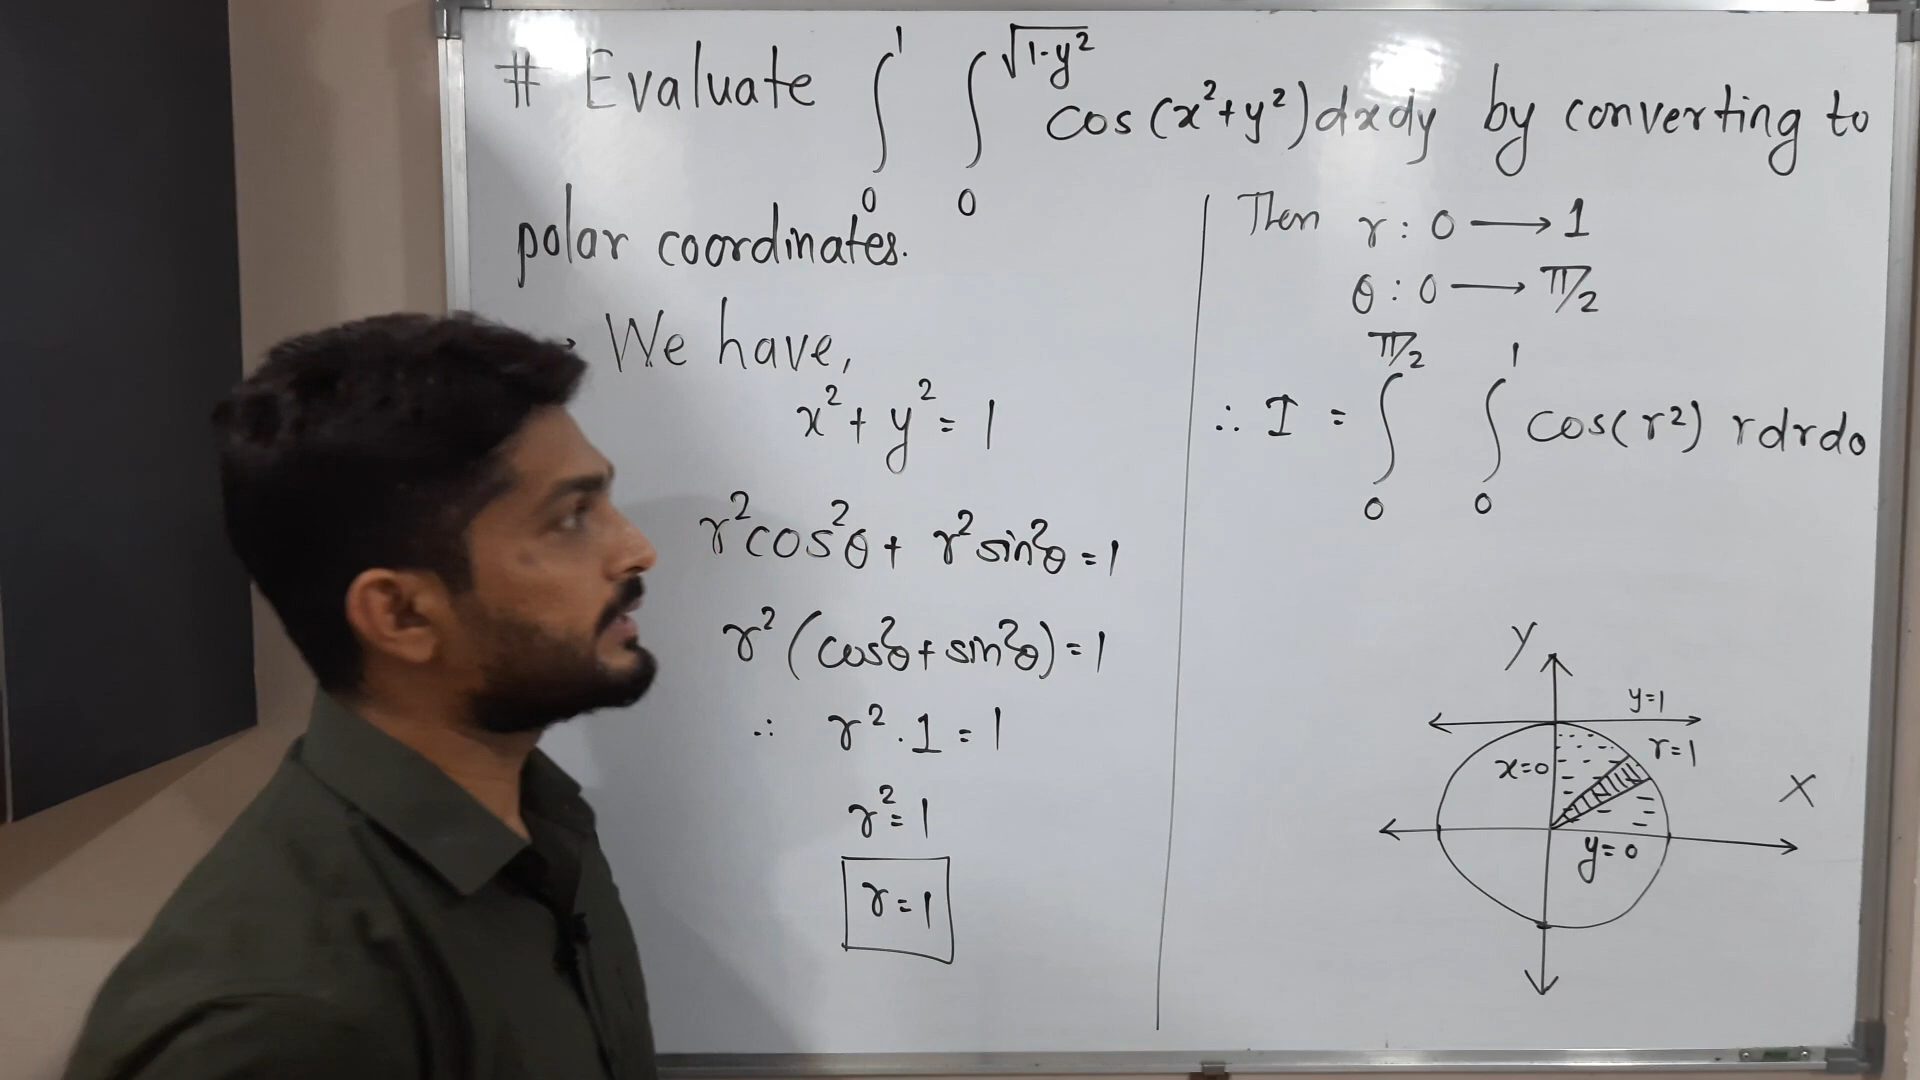 # Evaluate ∫₀¹ ∫₀^√(1-y²) cos(x²+y²)dxdy by converting to
polar coordinates.
We have,
x² + y² = 1
r²cos²θ + r²sin²θ = 1
r²(cos²θ + sin²θ) = 1
∴ r².1 = 1
r² = 1
r = 1
Then r : 0 → 1
θ : 0 → π/2
∴ I = ∫₀^π/2 ∫₀¹ cos(r²) rdrdθ
Y
y=1
r=1
x=0
X
y=0